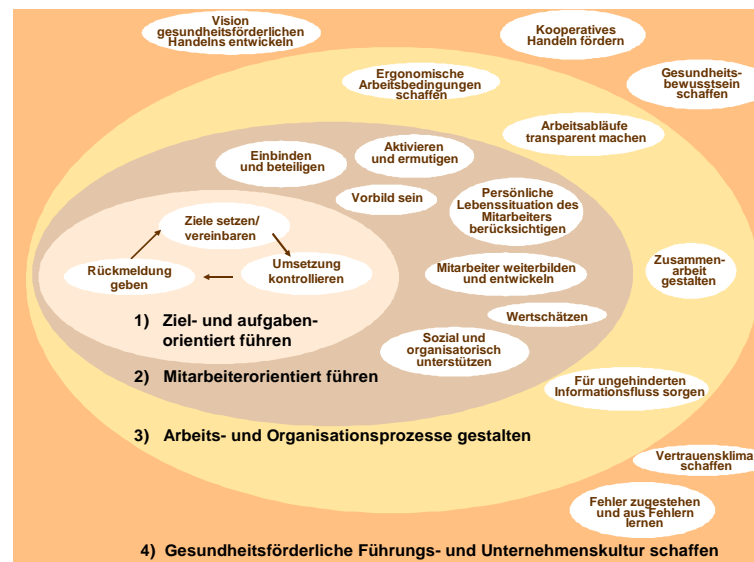 Vision
gesundheitsförderlichen
Handelns entwickeln
Kooperatives
Handeln fördern
Gesundheits-
bewusstsein
schaffen
Ergonomische
Arbeitsbedingungen
schaffen
Arbeitsabläufe
transparent machen
Einbinden
und beteiligen
Aktivieren
und ermutigen
Vorbild sein
Persönliche
Lebenssituation des
Mitarbeiters
berücksichtigen
Ziele setzen/
vereinbaren
Rückmeldung
geben
Umsetzung
kontrollieren
Mitarbeiter weiterbilden
und entwickeln
Zusammen-
arbeit
gestalten
Wertschätzen
1) Ziel- und aufgaben-
orientiert führen
Sozial und
organisatorisch
unterstützen
2) Mitarbeiterorientiert führen
Für ungehinderten
Informationsfluss sorgen
3) Arbeits- und Organisationsprozesse gestalten
Vertrauensklima
schaffen
Fehler zugestehen
und aus Fehlern
lernen
4) Gesundheitsförderliche Führungs- und Unternehmenskultur schaffen